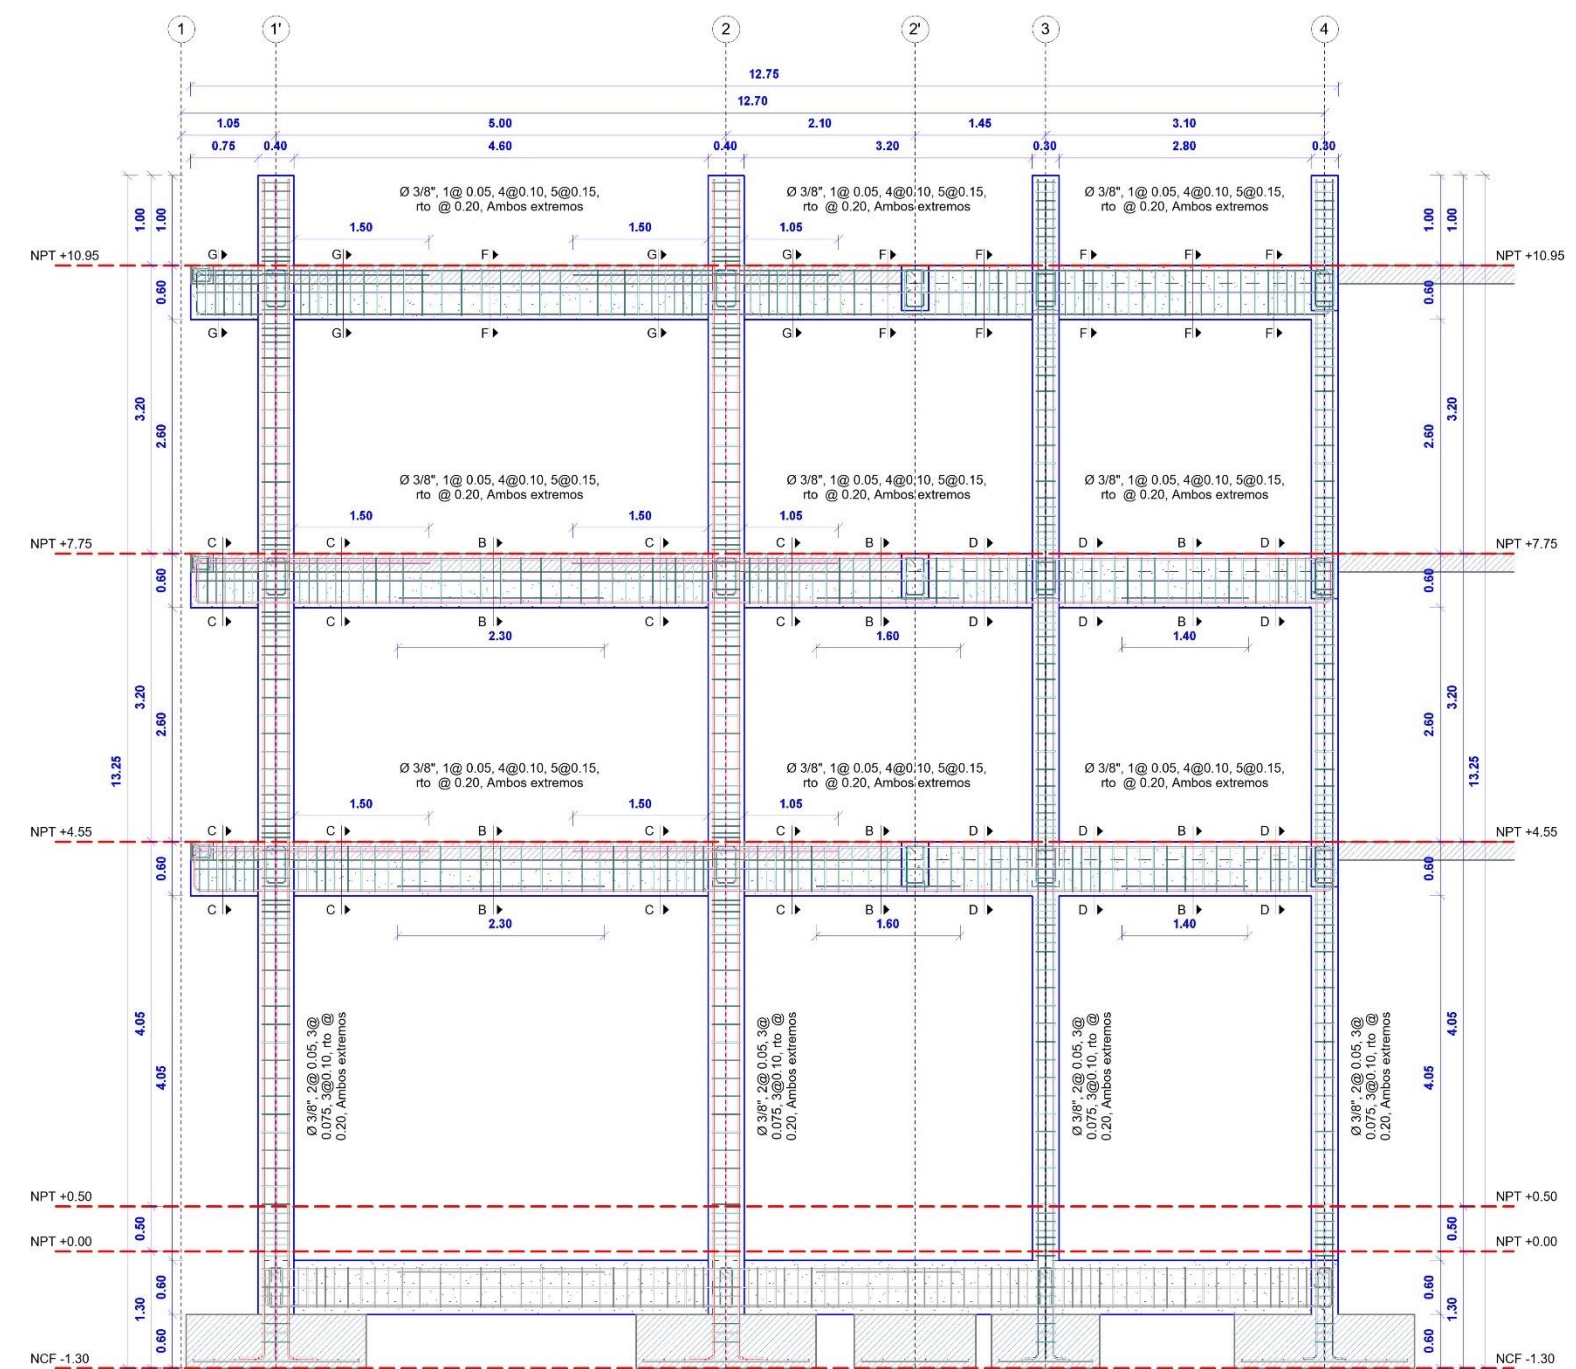 1 1' 2 2' 3 4
12.75
12.70
1.05 5.00 2.10 1.45 3.10
0.75 0.40 4.60 0.40 3.20 0.30 2.80 0.30
Ø 3/8", 1@ 0.05, 4@0.10, 5@0.15,
rto @ 0.20, Ambos extremos
Ø 3/8", 1@ 0.05, 4@0.10, 5@0.15,
rto @ 0.20, Ambos extremos
Ø 3/8", 1@ 0.05, 4@0.10, 5@0.15,
rto @ 0.20, Ambos extremos
1.00 1.00 1.00 1.00
1.50 1.50 1.05
NPT +10.95 G G F G G F F F F F NPT +10.95
0.60 0.60
G G F G G F F F F F
3.20 2.60 2.60 3.20
Ø 3/8", 1@ 0.05, 4@0.10, 5@0.15,
rto @ 0.20, Ambos extremos
Ø 3/8", 1@ 0.05, 4@0.10, 5@0.15,
rto @ 0.20, Ambos extremos
Ø 3/8", 1@ 0.05, 4@0.10, 5@0.15,
rto @ 0.20, Ambos extremos
1.50 1.50 1.05
NPT +7.75 C C B C C B D D B D NPT +7.75
0.60 0.60
C C B C C B D D B D
2.30 1.60 1.40
3.20 2.60 2.60 3.20
13.25 13.25
Ø 3/8", 1@ 0.05, 4@0.10, 5@0.15,
rto @ 0.20, Ambos extremos
Ø 3/8", 1@ 0.05, 4@0.10, 5@0.15,
rto @ 0.20, Ambos extremos
Ø 3/8", 1@ 0.05, 4@0.10, 5@0.15,
rto @ 0.20, Ambos extremos
1.50 1.50 1.05
NPT +4.55 C C B C C B D D B D NPT +4.55
0.60 0.60
C C B C C B D D B D
2.30 1.60 1.40
4.05 4.05 4.05 4.05
Ø 3/8", 2@ 0.05, 3@
0.075, 3@0.10, rto @
0.20, Ambos extremos
Ø 3/8", 2@ 0.05, 3@
0.075, 3@0.10, rto @
0.20, Ambos extremos
Ø 3/8", 2@ 0.05, 3@
0.075, 3@0.10, rto @
0.20, Ambos extremos
Ø 3/8", 2@ 0.05, 3@
0.075, 3@0.10, rto @
0.20, Ambos extremos
NPT +0.50 NPT +0.50
0.50 0.50
NPT +0.00 NPT +0.00
1.30 0.60 0.60 1.30
0.60 0.60
NCF -1.30 NCF -1.30